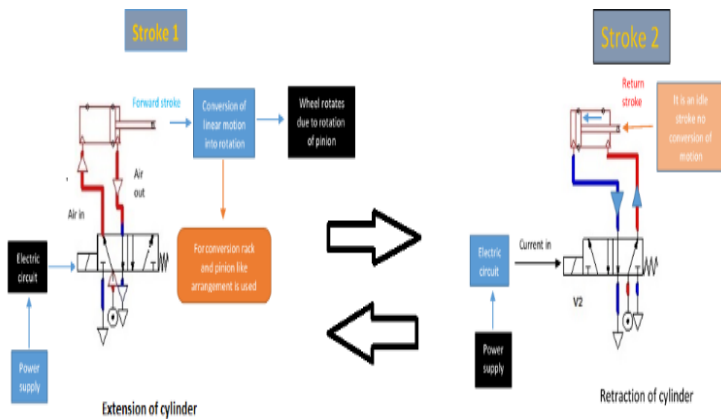 Stroke 1
Forward stroke
Conversion of
linear motion
into rotation
Wheel rotates
due to rotation
of pinion
Air
out
Air in
Electric
circuit
For conversion rack
and pinion like
arrangement is used
Power
supply
Extension of cylinder
Stroke 2
Return
stroke
It is an idle
stroke no
conversion of
motion
Electric
circuit
Current in
V2
Power
supply
Retraction of cylinder